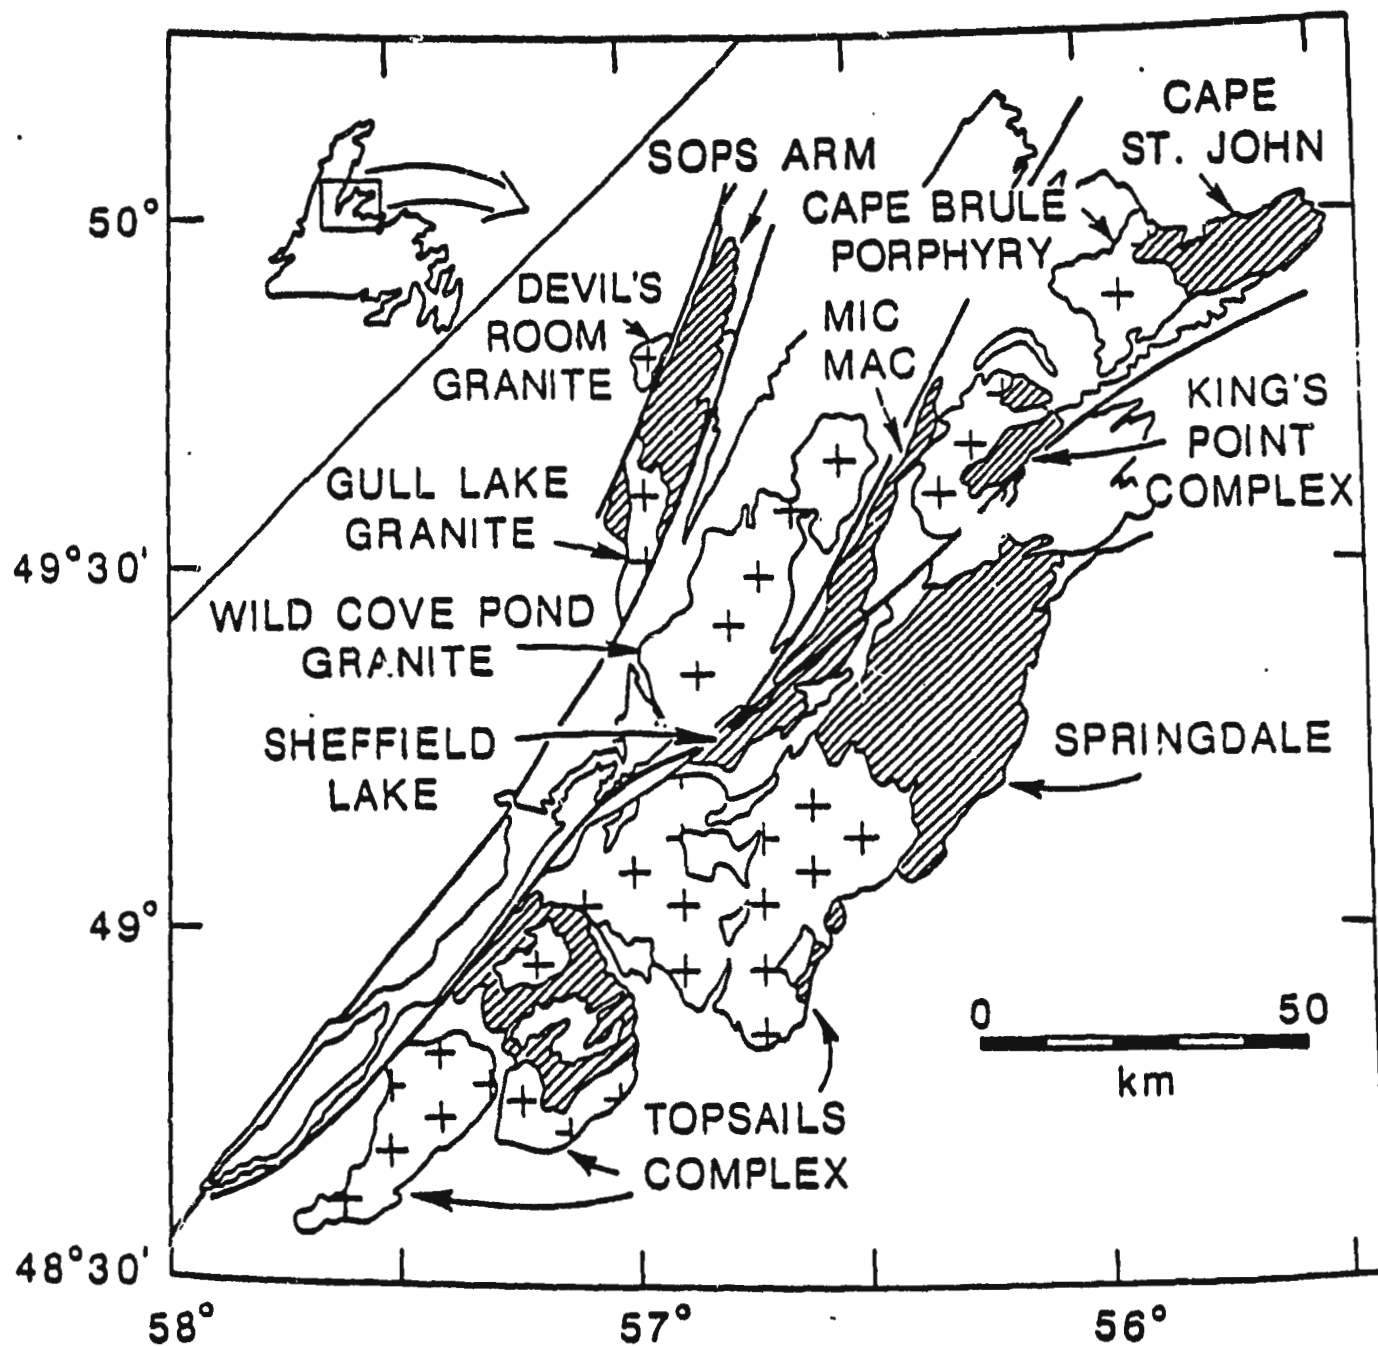 CAPE
ST. JOHN
SOPS ARM
CAPE BRULÉ
PORPHYRY
50°
DEVIL'S
ROOM
GRANITE
MIC
MAC
KING'S
POINT
COMPLEX
GULL LAKE
GRANITE
49°30'
WILD COVE POND
GRANITE
SHEFFIELD
LAKE
SPRINGDALE
49°
0 50
km
TOPSAILS
COMPLEX
48°30'
58° 57° 56°